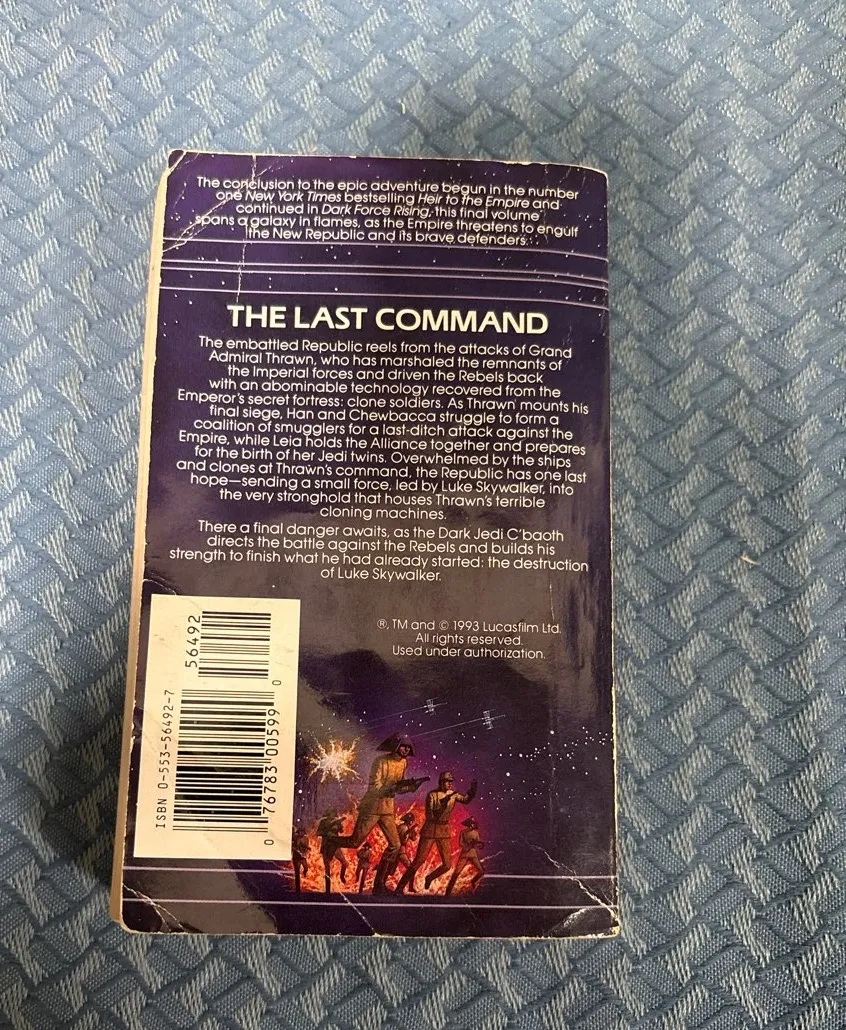 The conclusion to the epic adventure begun in the number
one New York Times bestselling Heir to the Empire and
continued in Dark Force Rising, this final volume
spans a galaxy in flames, as the Empire threatens to engulf
the New Republic and its brave defenders.
THE LAST COMMAND
The embattled Republic reels from the attacks of Grand
Admiral Thrawn, who has marshaled the remnants of
the Imperial forces and driven the Rebels back
with an abominable technology recovered from the
Emperor's secret fortress: clone soldiers. As Thrawn mounts his
final siege, Han and Chewbacca struggle to form a
coalition of smugglers for a last-ditch attack against the
Empire, while Leia holds the Alliance together and prepares
for the birth of her Jedi twins. Overwhelmed by the ships
and clones at Thrawn's command, the Republic has one last
hope—sending a small force, led by Luke Skywalker, into
the very stronghold that houses Thrawn's terrible
cloning machines.
There a final danger awaits, as the Dark Jedi C'baoth
directs the battle against the Rebels and builds his
strength to finish what he had already started: the destruction
of Luke Skywalker.
®, TM and © 1993 Lucasfilm Ltd.
All rights reserved.
Used under authorization.
ISBN 0-553-56492-7
56492
0 76783 00599 0